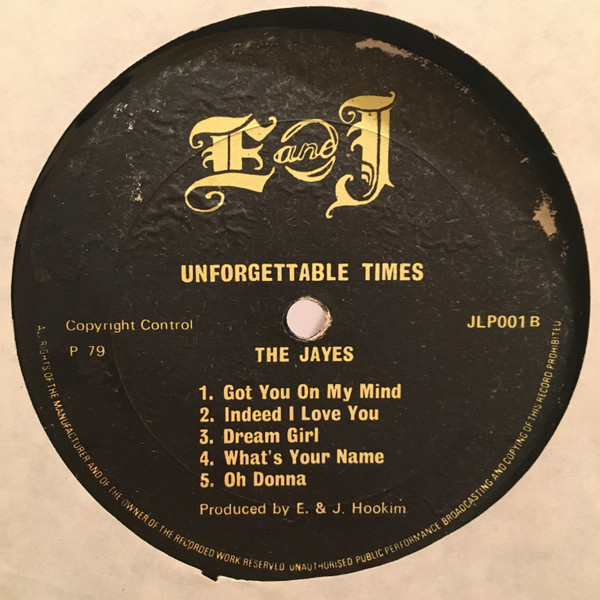 E and J
UNFORGETTABLE TIMES
Copyright Control
JLP001 B
P 79
THE JAYES
1. Got You On My Mind
2. Indeed I Love You
3. Dream Girl
4. What's Your Name
5. Oh Donna
Produced by E. & J. Hookim
ALL RIGHTS OF THE MANUFACTURER AND OF THE OWNER OF THE RECORDED WORK RESERVED UNAUTHORISED PUBLIC PERFORMANCE BROADCASTING AND COPYING OF THIS RECORD PROHIBITED